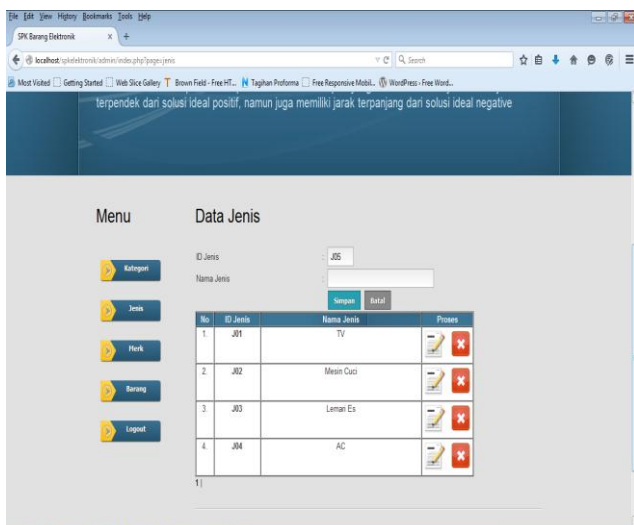 File Edit View History Bookmarks Tools Help
SPK Barang Elektronik × +
localhost/spkelektronik/admin/index.php?page=jenis Search
Most Visited Getting Started Web Slice Gallery Brown Field - Free HT... Tagihan Proforma Free Responsive Mobil... WordPress › Free Word...
terpendek dari solusi ideal positif, namun juga memiliki jarak terpanjang dari solusi ideal negative
Menu
Kategori
Jenis
Merk
Barang
Logout
Data Jenis
ID Jenis : J05
Nama Jenis :
Simpan Batal
No ID Jenis Nama Jenis Proses
1. J01 TV
2. J02 Mesin Cuci
3. J03 Lemari Es
4. J04 AC
1 |